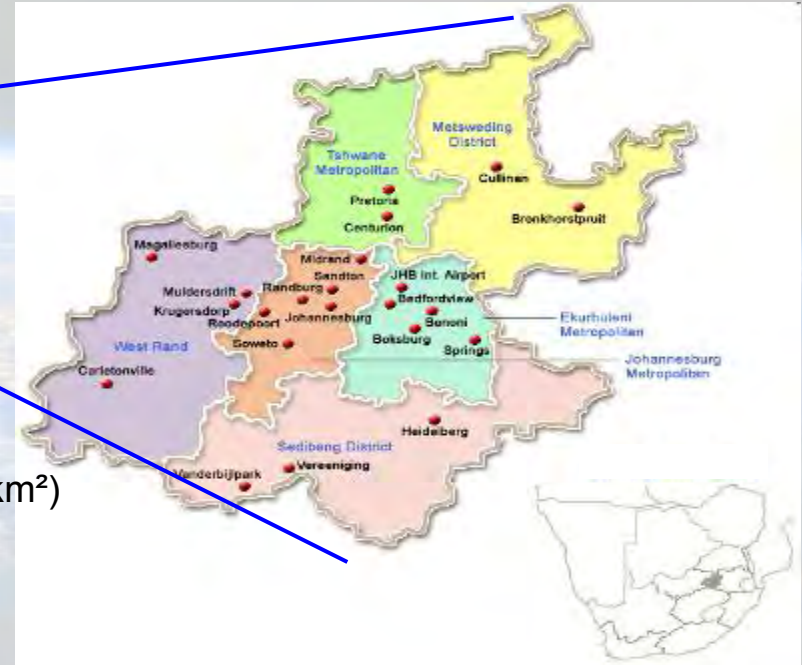 Metsweding
District
Tshwane
Metropolitan
Cullinan
Pretoria
Bronkhorstpruit
Centurion
Magaliesburg
Midrand
Sandton
JHB Int. Airport
Muldersdrift
Randburg
Bedfordview
Krugersdorp
Johannesburg
Benoni
Ekurhuleni
Metropolitan
Roodepoort
Boksburg
West Rand
Soweto
Springs
Johannesburg
Metropolitan
Carletonville
Heidelberg
Sedibeng District
Vereeniging
Vanderbijlpark
km²)